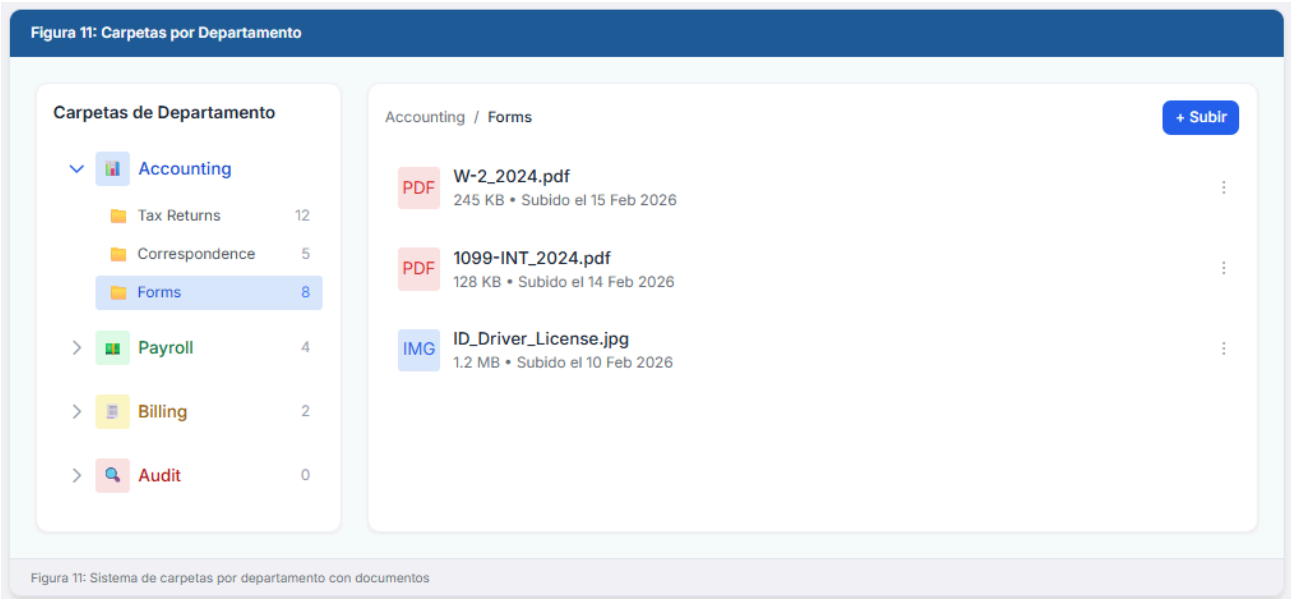 Figura 11: Carpetas por Departamento
Carpetas de Departamento
Accounting
Tax Returns 12
Correspondence 5
Forms 8
Payroll 4
Billing 2
Audit 0
Accounting / Forms
+ Subir
PDF
W-2_2024.pdf
245 KB • Subido el 15 Feb 2026
PDF
1099-INT_2024.pdf
128 KB • Subido el 14 Feb 2026
IMG
ID_Driver_License.jpg
1.2 MB • Subido el 10 Feb 2026
Figura 11: Sistema de carpetas por departamento con documentos